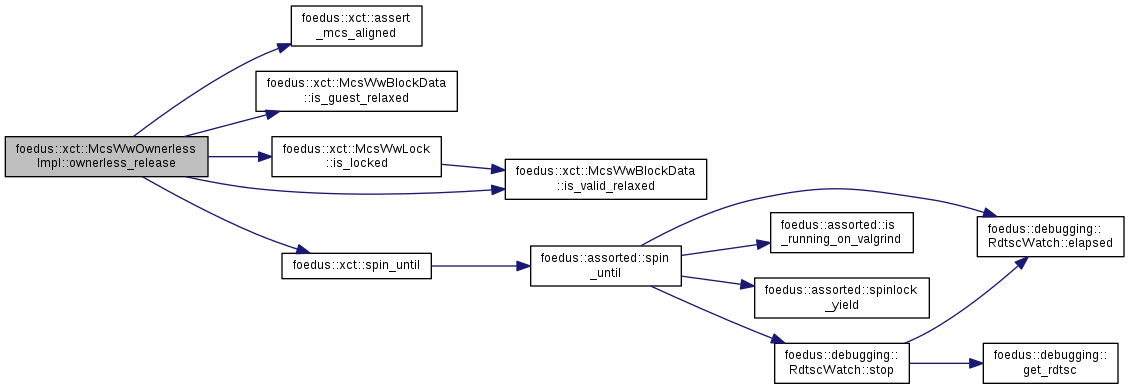 foedus::xct::assert
_mcs_aligned
foedus::xct::McsWwBlockData
::is_guest_relaxed
foedus::xct::McsWwOwnerless
Impl::ownerless_release
foedus::xct::McsWwLock
::is_locked
foedus::xct::McsWwBlockData
::is_valid_relaxed
foedus::xct::spin_until
foedus::assorted::spin
_until
foedus::assorted::is
_running_on_valgrind
foedus::debugging::
RdtscWatch::elapsed
foedus::assorted::spinlock
_yield
foedus::debugging::
RdtscWatch::stop
foedus::debugging::
get_rdtsc